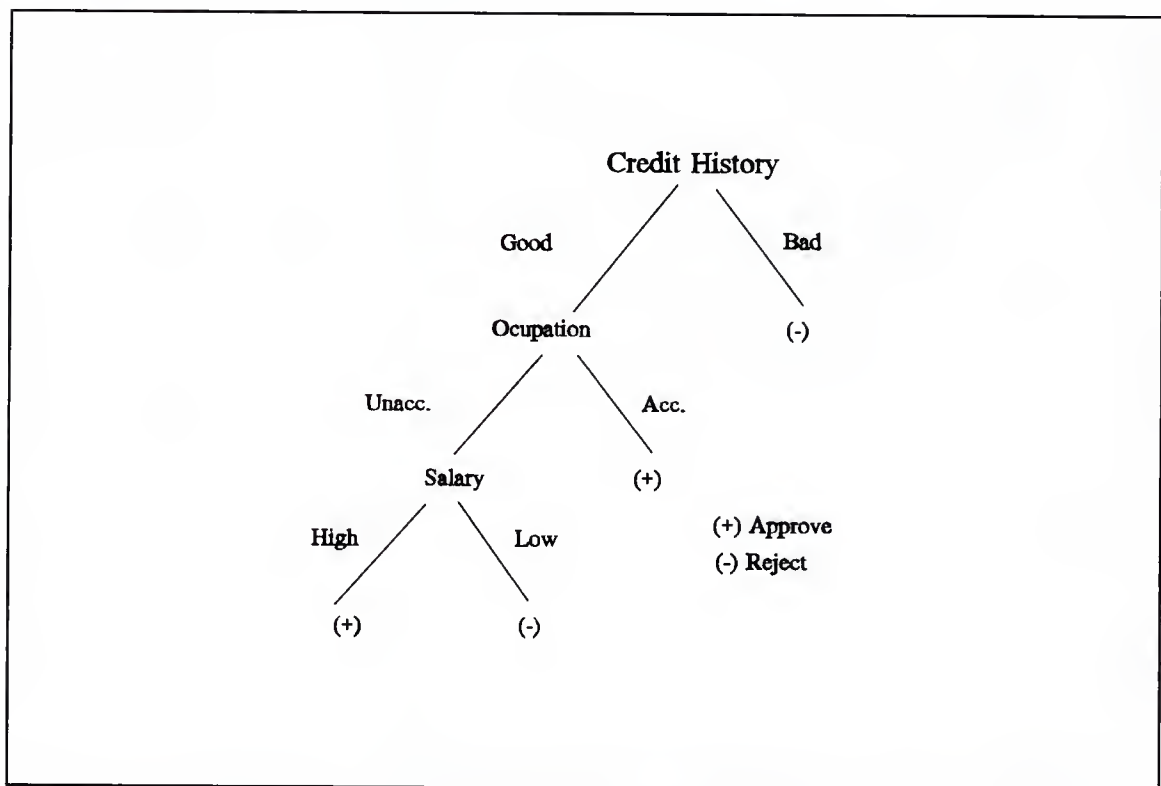 Credit History
Good
Bad
Ocupation
(-)
Unacc.
Acc.
Salary
(+)
(+) Approve
High
Low
(-) Reject
(+)
(-)